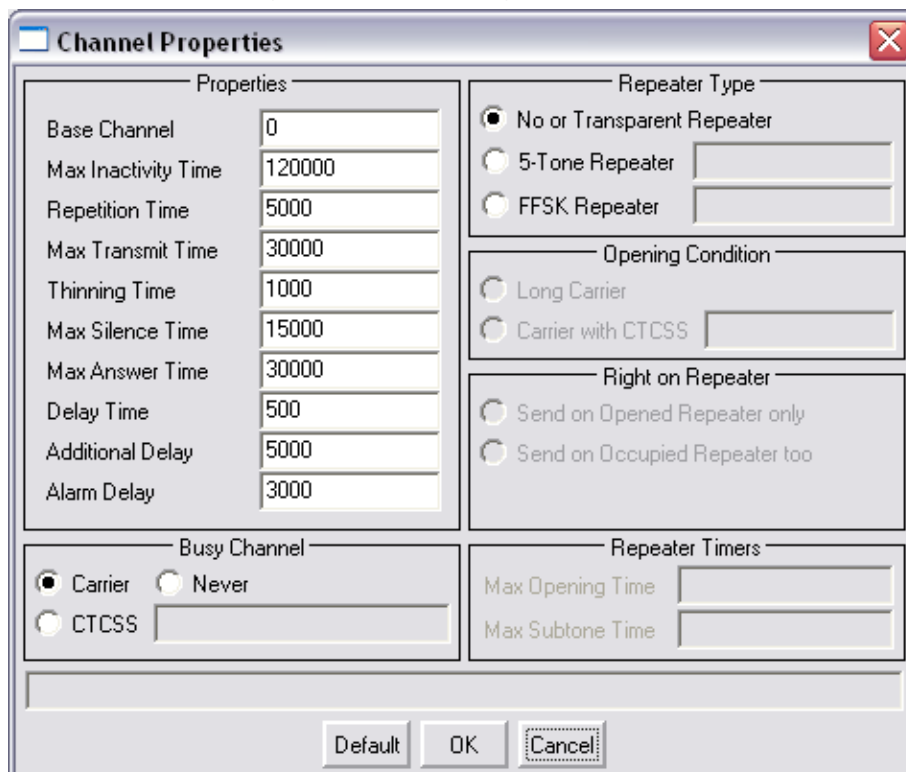 Channel Properties
Properties
Base Channel 0
Max Inactivity Time 120000
Repetition Time 5000
Max Transmit Time 30000
Thinning Time 1000
Max Silence Time 15000
Max Answer Time 30000
Delay Time 500
Additional Delay 5000
Alarm Delay 3000
Busy Channel
Carrier Never
CTCSS
Repeater Type
No or Transparent Repeater
5-Tone Repeater
FFSK Repeater
Opening Condition
Long Carrier
Carrier with CTCSS
Right on Repeater
Send on Opened Repeater only
Send on Occupied Repeater too
Repeater Timers
Max Opening Time
Max Subtone Time
Default OK Cancel